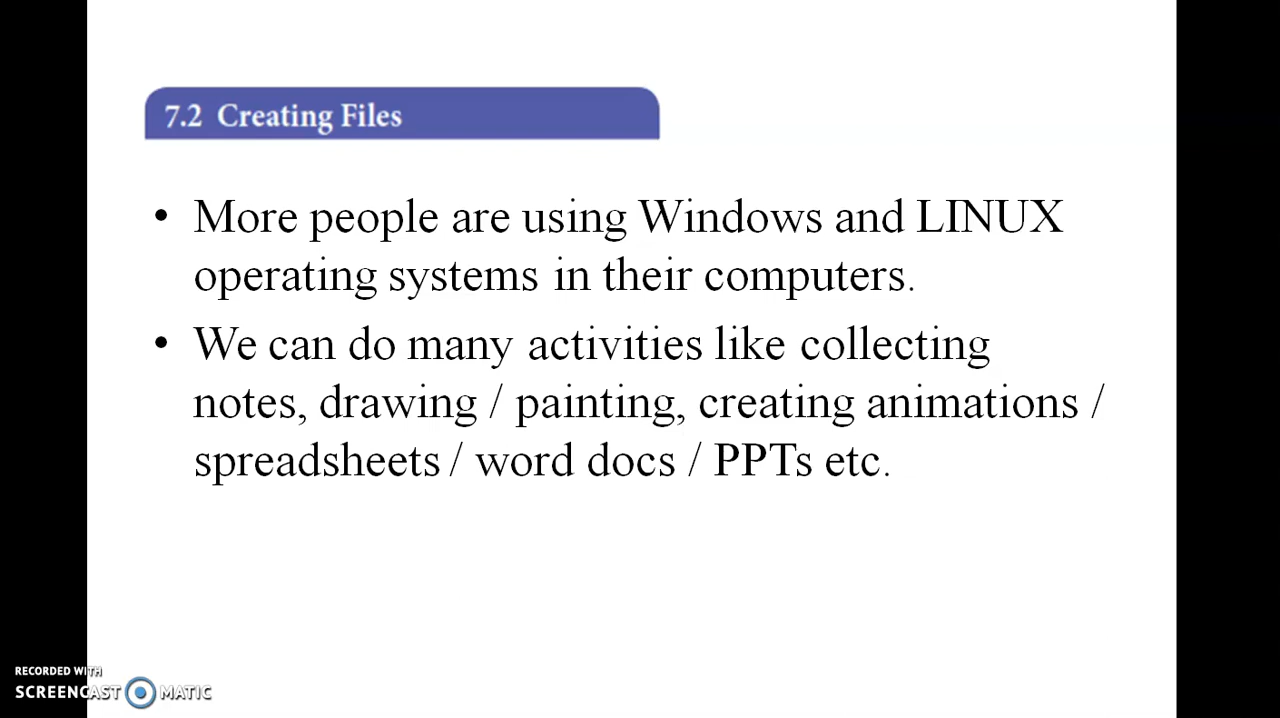 7.2 Creating Files
• More people are using Windows and LINUX
operating systems in their computers.
• We can do many activities like collecting
notes, drawing / painting, creating animations /
spreadsheets / word docs / PPTs etc.
RECORDED WITH
SCREENCAST MATIC